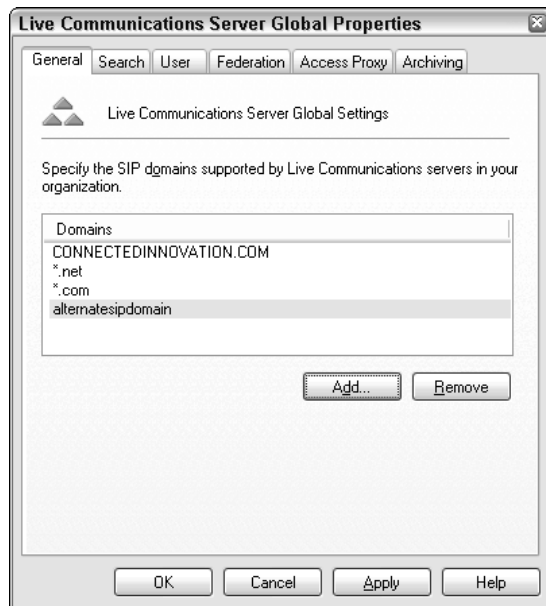 Live Communications Server Global Properties
General Search User Federation Access Proxy Archiving
Live Communications Server Global Settings
Specify the SIP domains supported by Live Communications servers in your
organization.
Domains
CONNECTEDINNOVATION.COM
*.net
*.com
alternatesipdomain
Add... Remove
OK Cancel Apply Help